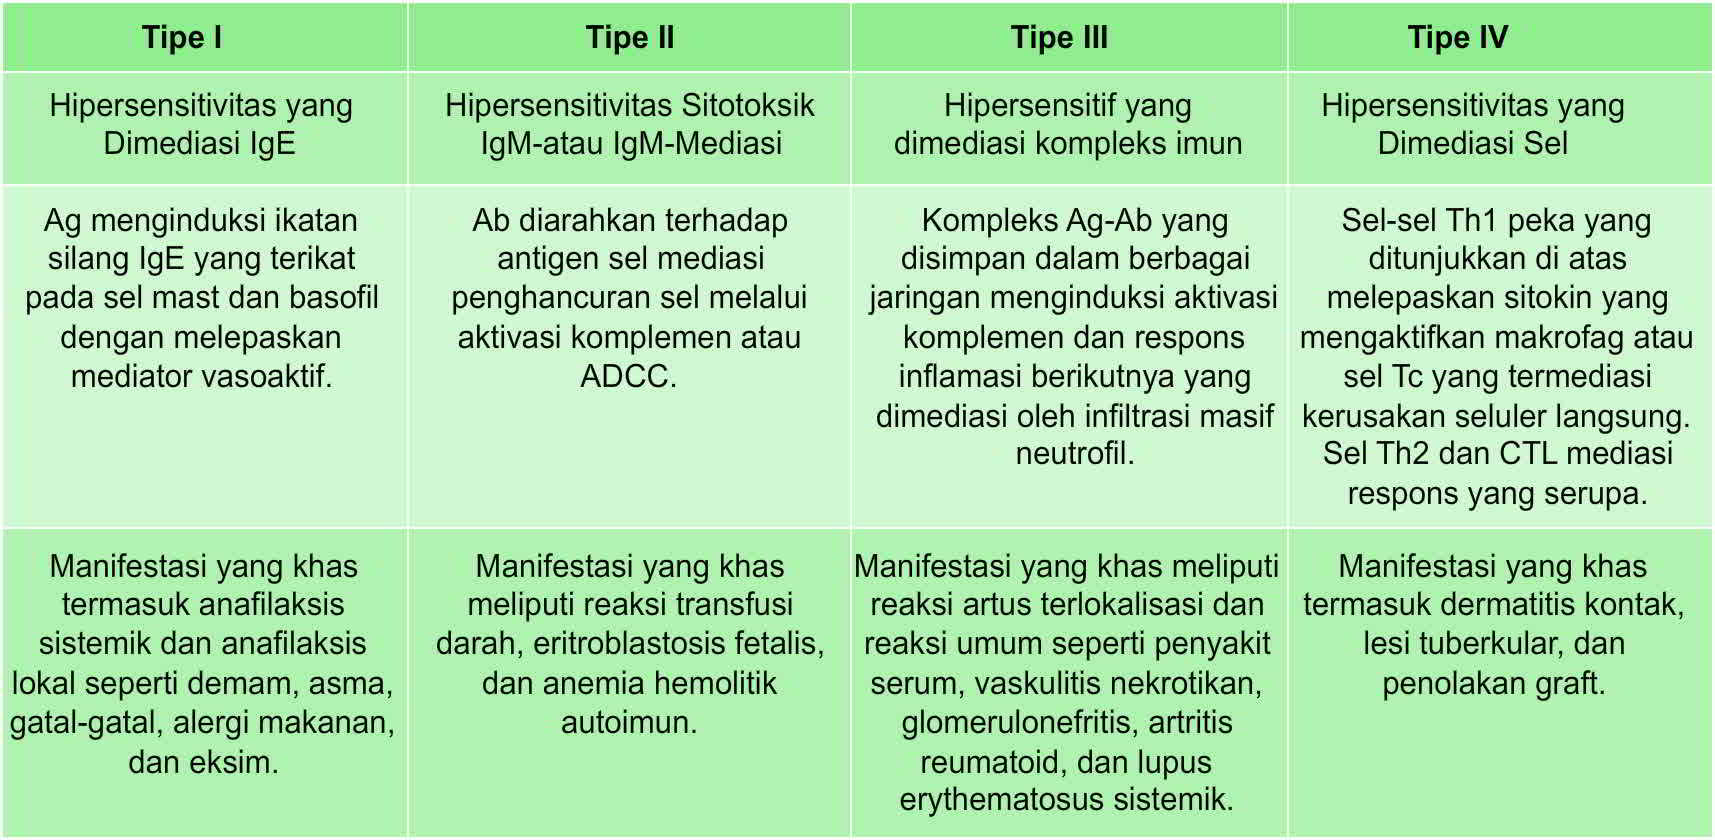 Tipe I
Tipe II
Tipe III
Tipe IV
Hipersensitivitas yang
Dimediasi IgE
Hipersensitivitas Sitotoksik
IgM-atau IgM-Mediasi
Hipersensitif yang
dimediasi kompleks imun
Hipersensitivitas yang
Dimediasi Sel
Ag menginduksi ikatan
silang IgE yang terikat
pada sel mast dan basofil
dengan melepaskan
mediator vasoaktif.
Ab diarahkan terhadap
antigen sel mediasi
penghancuran sel melalui
aktivasi komplemen atau
ADCC.
Kompleks Ag-Ab yang
disimpan dalam berbagai
jaringan menginduksi aktivasi
komplemen dan respons
inflamasi berikutnya yang
dimediasi oleh infiltrasi masif
neutrofil.
Sel-sel Th1 peka yang
ditunjukkan di atas
melepaskan sitokin yang
mengaktifkan makrofag atau
sel Tc yang termediasi
kerusakan seluler langsung.
Sel Th2 dan CTL mediasi
respons yang serupa.
Manifestasi yang khas
termasuk anafilaksis
sistemik dan anafilaksis
lokal seperti demam, asma,
gatal-gatal, alergi makanan,
dan eksim.
Manifestasi yang khas
meliputi reaksi transfusi
darah, eritroblastosis fetalis,
dan anemia hemolitik
autoimun.
Manifestasi yang khas meliputi
reaksi artus terlokalisasi dan
reaksi umum seperti penyakit
serum, vaskulitis nekrotikan,
glomerulonefritis, artritis
reumatoid, dan lupus
erythematosus sistemik.
Manifestasi yang khas
termasuk dermatitis kontak,
lesi tuberkular, dan
penolakan graft.